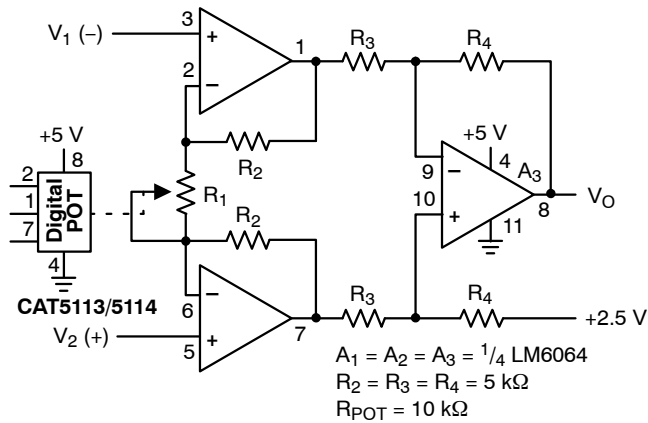 V1 (–)
3
+
2
–
1
R3
R4
+5 V
8
R2
2
1
7
Digital
POT
4
R1
R2
CAT5113/5114
V2 (+)
6
–
5
+
7
R3
R4
+2.5 V
+5 V
4
A3
9
–
10
+
11
8
VO
A1 = A2 = A3 = 1/4 LM6064
R2 = R3 = R4 = 5 kΩ
RPOT = 10 kΩ